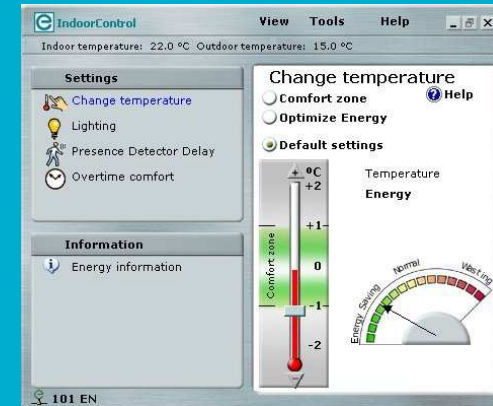 IndoorControl View Tools Help
Indoor temperature: 22.0 °C Outdoor temperature: 15.0 °C
Settings
Change temperature
Lighting
Presence Detector Delay
Overtime comfort
Information
Energy information
Change temperature
Comfort zone
Help
Optimize Energy
Default settings
+ °C
+2
+1
0
-1
-2
Comfort zone
Temperature
Energy
Energy Saving Normal Wasting
101 EN